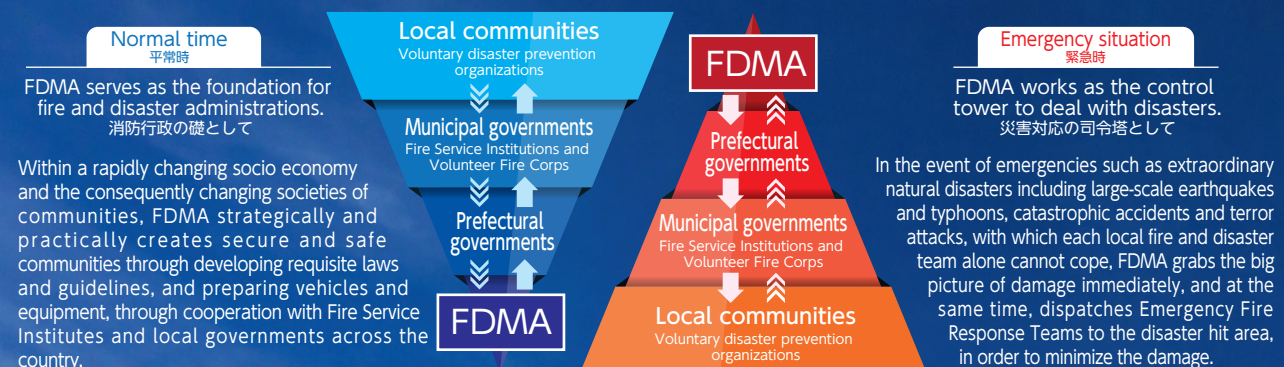 Normal time
平常時
FDMA serves as the foundation for
fire and disaster administrations.
消防行政の礎として
Within a rapidly changing socio economy
and the consequently changing societies of
communities, FDMA strategically and
practically creates secure and safe
communities through developing requisite laws
and guidelines, and preparing vehicles and
equipment, through cooperation with Fire Service
Institutes and local governments across the
country.
Local communities
Voluntary disaster prevention
organizations
Municipal governments
Fire Service Institutions and
Volunteer Fire Corps
Prefectural
governments
FDMA
FDMA
Prefectural
governments
Municipal governments
Fire Service Institutions and
Volunteer Fire Corps
Local communities
Voluntary disaster prevention
organizations
Emergency situation
緊急時
FDMA works as the control
tower to deal with disasters.
災害対応の司令塔として
In the event of emergencies such as extraordinary
natural disasters including large-scale earthquakes
and typhoons, catastrophic accidents and terror
attacks, with which each local fire and disaster
team alone cannot cope, FDMA grabs the big
picture of damage immediately, and at the
same time, dispatches Emergency Fire
Response Teams to the disaster hit area,
in order to minimize the damage.